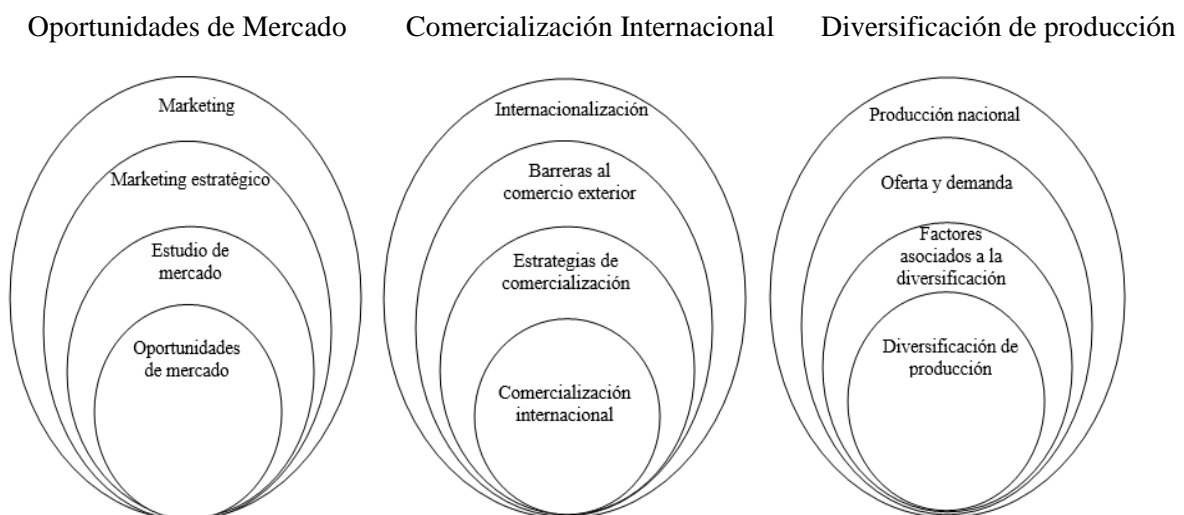 Oportunidades de Mercado
Comercialización Internacional
Diversificación de producción
Marketing
Marketing estratégico
Estudio de
mercado
Oportunidades
de mercado
Internacionalización
Barreras al
comercio exterior
Estrategias de
comercialización
Comercialización
internacional
Producción nacional
Oferta y demanda
Factores
asociados a la
diversificación
Diversificación de
producción